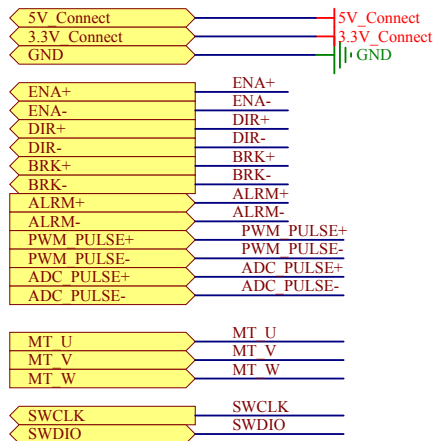 5V_Connect 5V_Connect
3.3V_Connect 3.3V_Connect
GND GND
ENA+ ENA+
ENA- ENA-
DIR+ DIR+
DIR- DIR-
BRK+ BRK+
BRK- BRK-
ALRM+ ALRM+
ALRM- ALRM-
PWM_PULSE+ PWM_PULSE+
PWM_PULSE- PWM_PULSE-
ADC_PULSE+ ADC_PULSE+
ADC_PULSE- ADC_PULSE-
MT_U MT_U
MT_V MT_V
MT_W MT_W
SWCLK SWCLK
SWDIO SWDIO